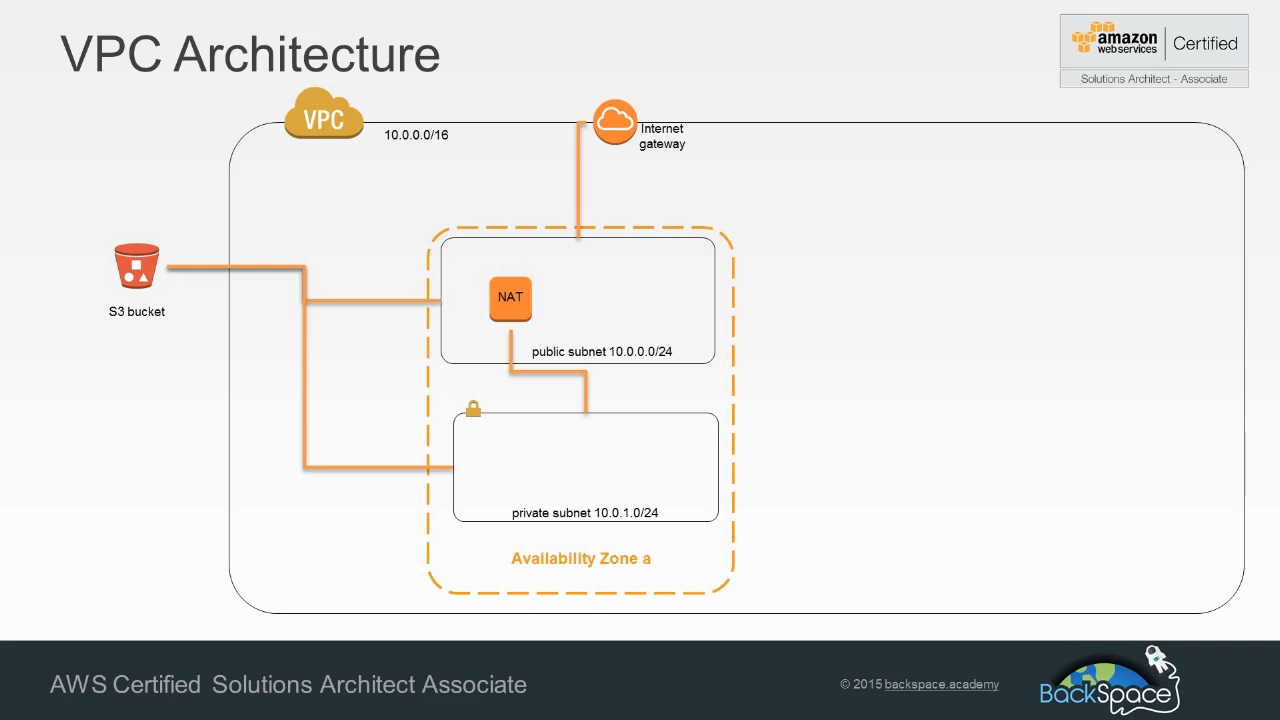 VPC Architecture
amazon
web services
Certified
Solutions Architect - Associate
VPC
10.0.0.0/16
Internet
gateway
S3 bucket
NAT
public subnet 10.0.0.0/24
private subnet 10.0.1.0/24
Availability Zone a
AWS Certified Solutions Architect Associate
© 2015 backspace.academy
BackSpace